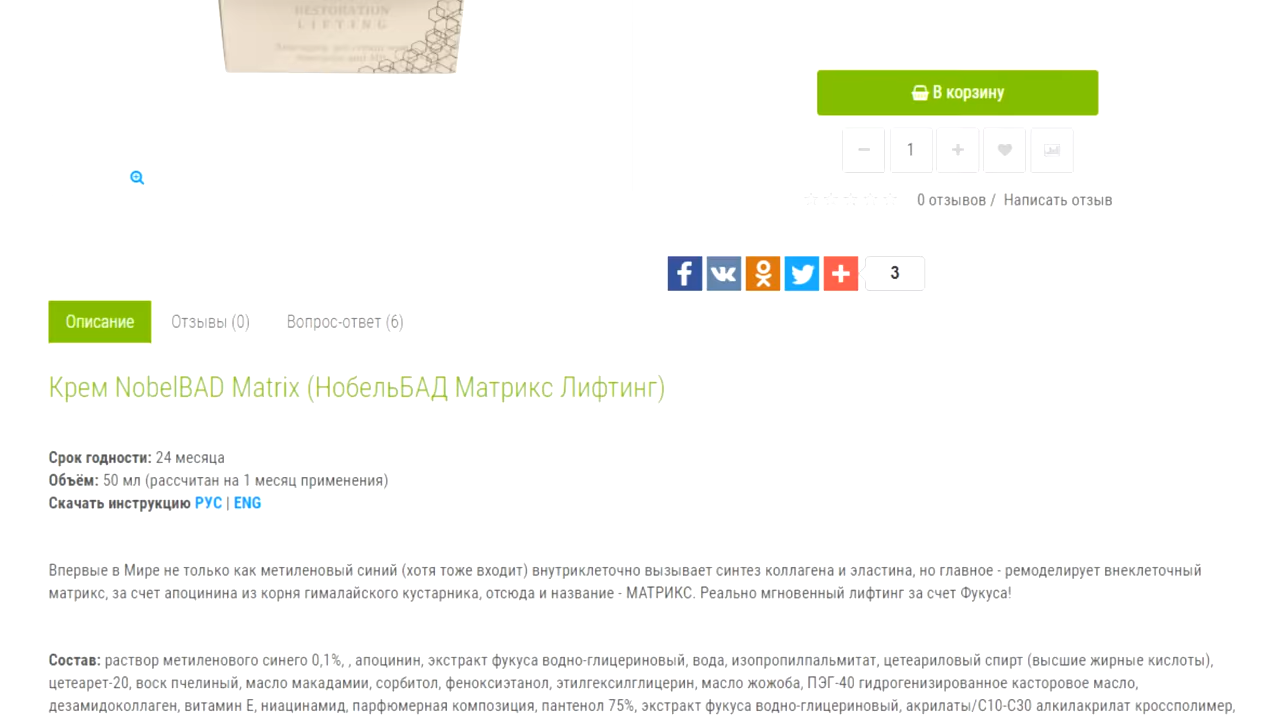 RESTORATION
LIFTING
В корзину
1
0 отзывов / Написать отзыв
3
Описание Отзывы (0) Вопрос-ответ (6)
Крем NobelBAD Matrix (НобельБАД Матрикс Лифтинг)
Срок годности: 24 месяца
Объём: 50 мл (рассчитан на 1 месяц применения)
Скачать инструкцию РУС | ENG
Впервые в Мире не только как метиленовый синий (хотя тоже входит) внутриклеточно вызывает синтез коллагена и эластина, но главное - ремоделирует внеклеточный
матрикс, за счет апоцинина из корня гималайского кустарника, отсюда и название - МАТРИКС. Реально мгновенный лифтинг за счет Фукуса!
Состав: раствор метиленового синего 0,1%, , апоцинин, экстракт фукуса водно-глицериновый, вода, изопропилпальмитат, цетеариловый спирт (высшие жирные кислоты),
цетеарет-20, воск пчелиный, масло макадамии, сорбитол, феноксиэтанол, этилгексилглицерин, масло жожоба, ПЭГ-40 гидрогенизированное касторовое масло,
дезамидоколлаген, витамин Е, ниацинамид, парфюмерная композиция, пантенол 75%, экстракт фукуса водно-глицериновый, акрилаты/С10-С30 алкилакрилат кроссполимер,